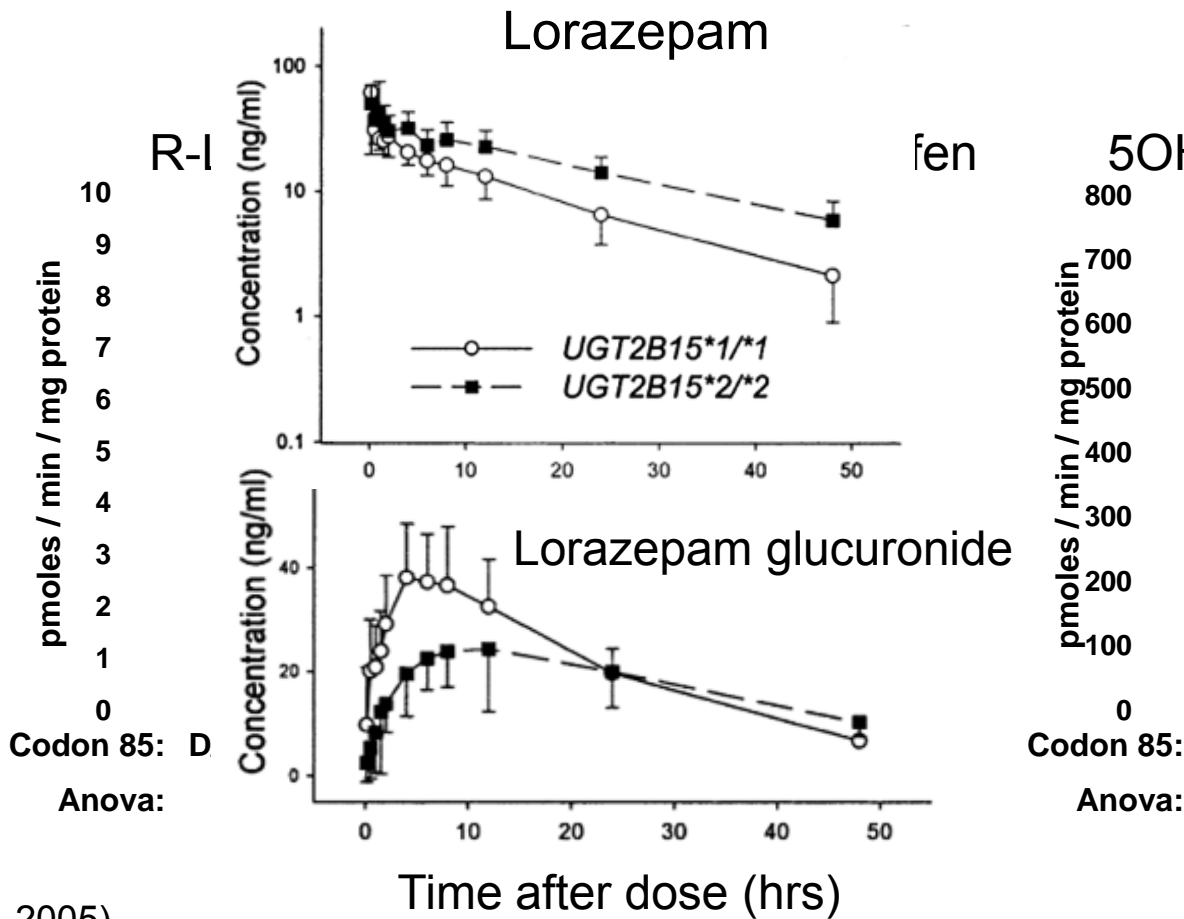 Lorazepam
Concentration (ng/ml)
100
10
1
0.1
UGT2B15*1/*1
UGT2B15*2/*2
0 10 20 30 40 50
Lorazepam glucuronide
Concentration (ng/ml)
40
20
0
0 10 20 30 40 50
Time after dose (hrs)
pmoles / min / mg protein
10
9
8
7
6
5
4
3
2
1
0
Codon 85: D
Anova:
fen
5OH
pmoles / min / mg protein
800
700
600
500
400
300
200
100
0
Codon 85:
Anova:
2005)